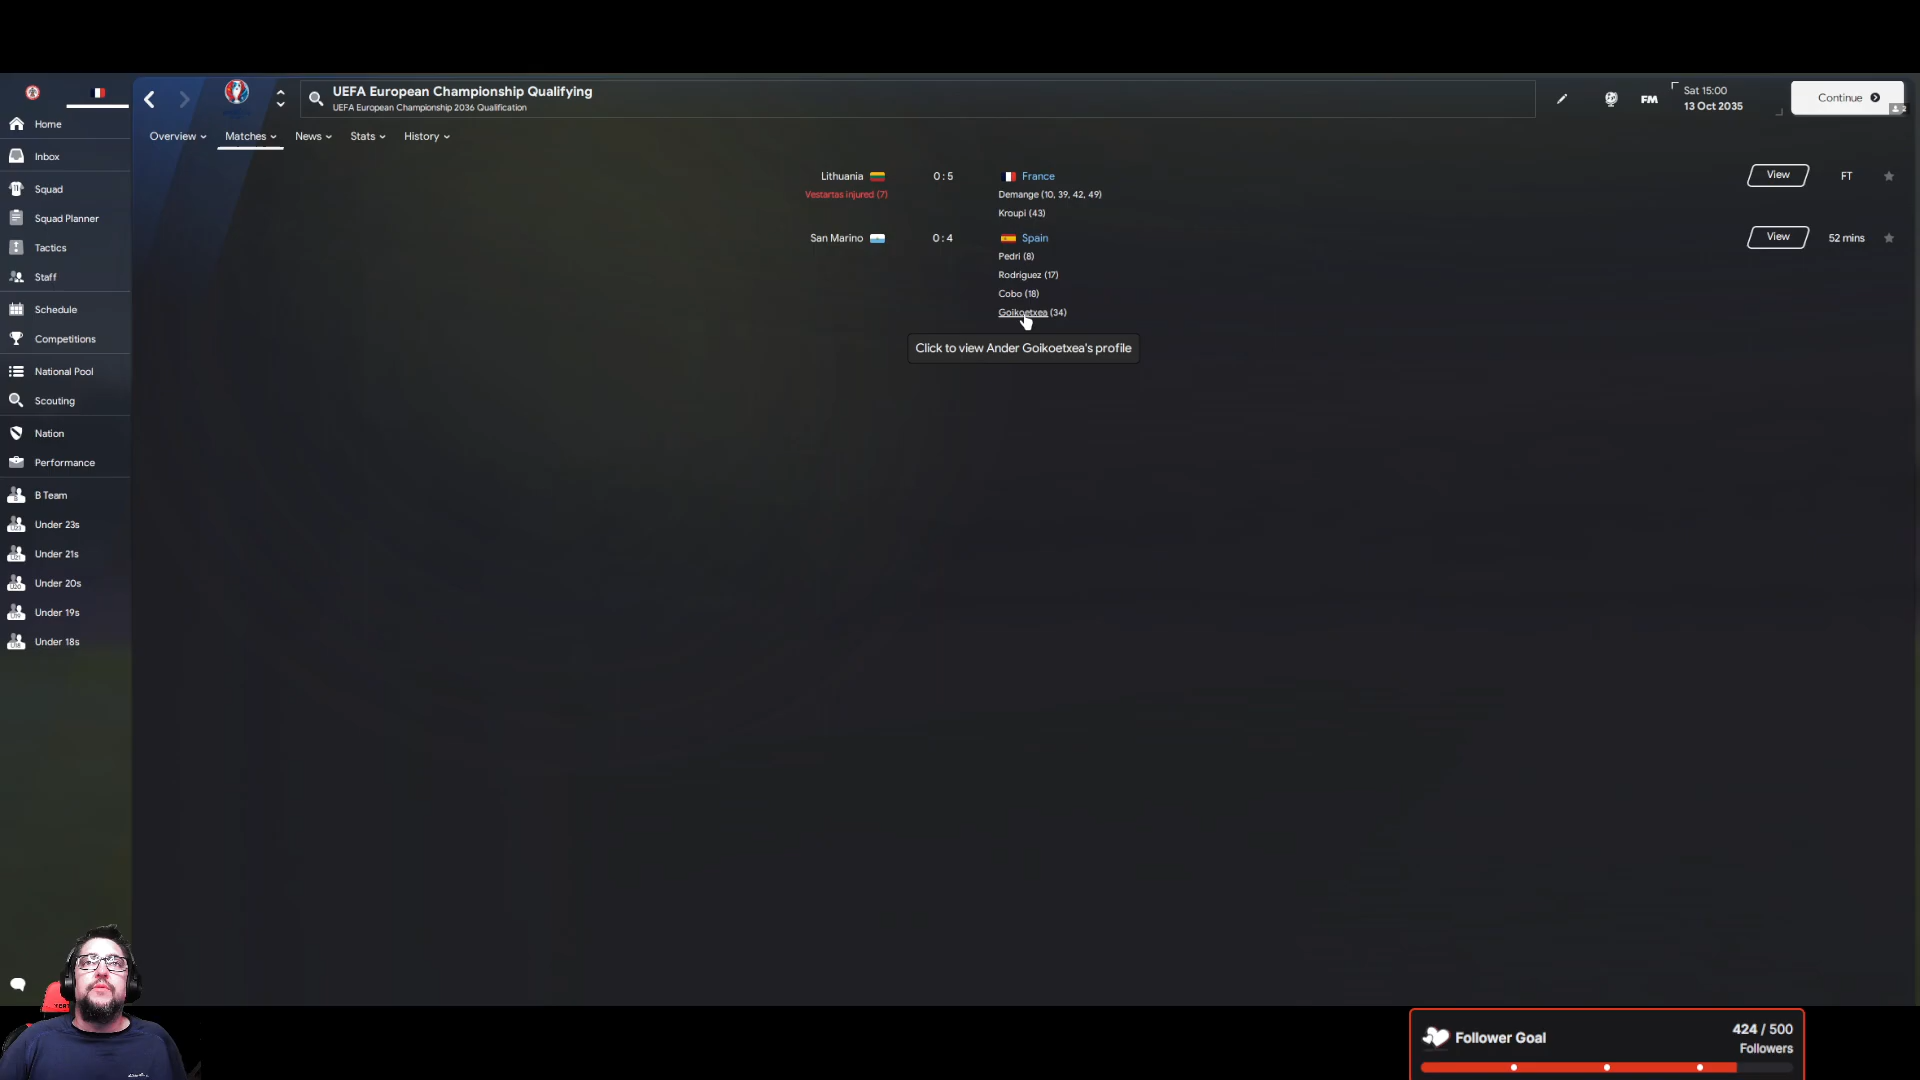 UEFA European Championship Qualifying
UEFA European Championship 2036 Qualification
FM
Sat 15:00
13 Oct 2035
Continue
2
Overview
Matches
News
Stats
History
Home
Inbox
Squad
Squad Planner
Tactics
Staff
Schedule
Competitions
National Pool
Scouting
Nation
Performance
B Team
Under 23s
Under 21s
Under 20s
Under 19s
Under 18s
Lithuania 0 : 5 France View FT
Vestartas injured (7) Demange (10, 39, 42, 49)
Kroupi (43)
San Marino 0 : 4 Spain View 52 mins
Pedri (8)
Rodríguez (17)
Cobo (18)
Goikoetxea (34)
Click to view Ander Goikoetxea's profile
Follower Goal 424 / 500
Followers